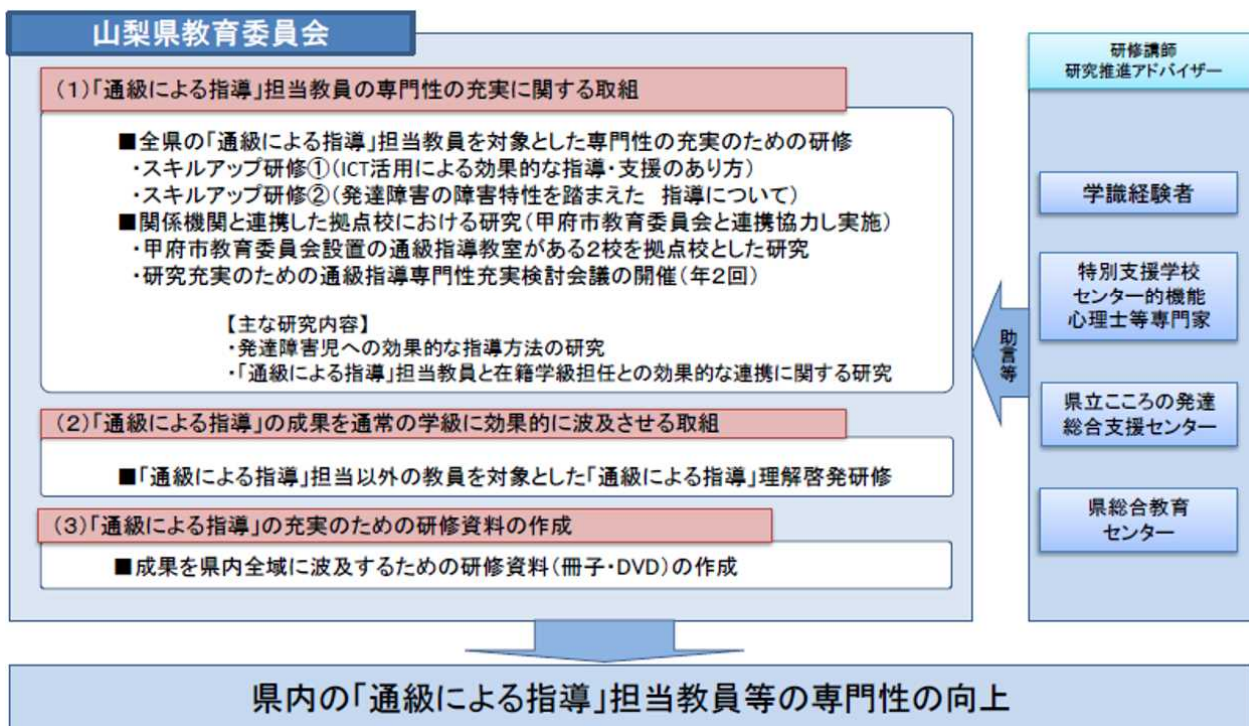 山梨県教育委員会
(1)「通級による指導」担当教員の専門性の充実に関する取組
■全県の「通級による指導」担当教員を対象とした専門性の充実のための研修
・スキルアップ研修①(ICT活用による効果的な指導・支援のあり方)
・スキルアップ研修②(発達障害の障害特性を踏まえた 指導について)
■関係機関と連携した拠点校における研究(甲府市教育委員会と連携協力し実施)
・甲府市教育委員会設置の通級指導教室がある2校を拠点校とした研究
・研究充実のための通級指導専門性充実検討会議の開催(年2回)
【主な研究内容】
・発達障害児への効果的な指導方法の研究
・「通級による指導」担当教員と在籍学級担任との効果的な連携に関する研究
(2)「通級による指導」の成果を通常の学級に効果的に波及させる取組
■「通級による指導」担当以外の教員を対象とした「通級による指導」理解啓発研修
(3)「通級による指導」の充実のための研修資料の作成
■成果を県内全域に波及するための研修資料(冊子・DVD)の作成
助言等
研修講師
研究推進アドバイザー
学識経験者
特別支援学校
センター的機能
心理士等専門家
県立こころの発達
総合支援センター
県総合教育
センター
県内の「通級による指導」担当教員等の専門性の向上